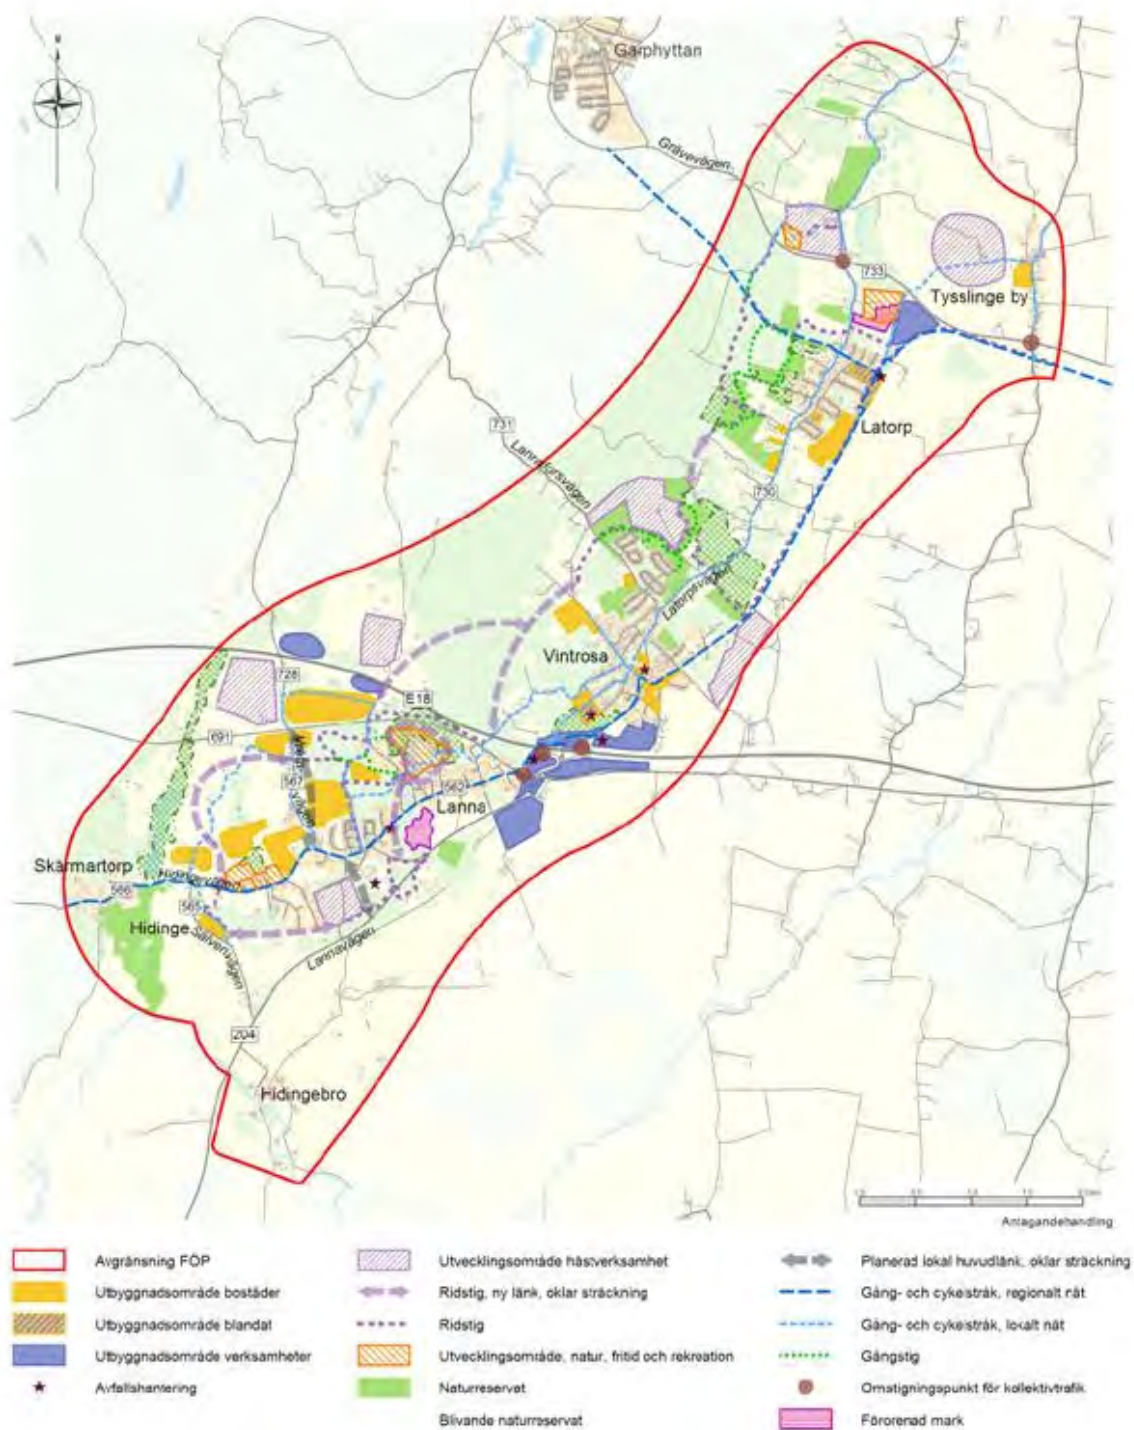 N
Garphyttan
Grävevägen
733
Tysslinge by
731
Lannaforsvägen
Latorp
730
Latorpsvägen
Vintrosa
728
E18
691
567
562
Lanna
Skärmartorp
Hidingevägen
566
565
Hidinge
Sälvenvägen
Lannavägen
204
Hidingebro
Antagandehandling
Avgränsning FÖP
Utbyggnadsområde bostäder
Utbyggnadsområde blandat
Utbyggnadsområde verksamheter
Avfallshantering
Utvecklingsområde hästverksamhet
Ridstig, ny länk, oklar sträckning
Ridstig
Utvecklingsområde, natur, fritid och rekreation
Naturreservat
Blivande naturreservat
Planerad lokal huvudlänk, oklar sträckning
Gång- och cykelstråk, regionalt nät
Gång- och cykelstråk, lokalt nät
Gångstig
Omstigningspunkt för kollektivtrafik
Förorenad mark